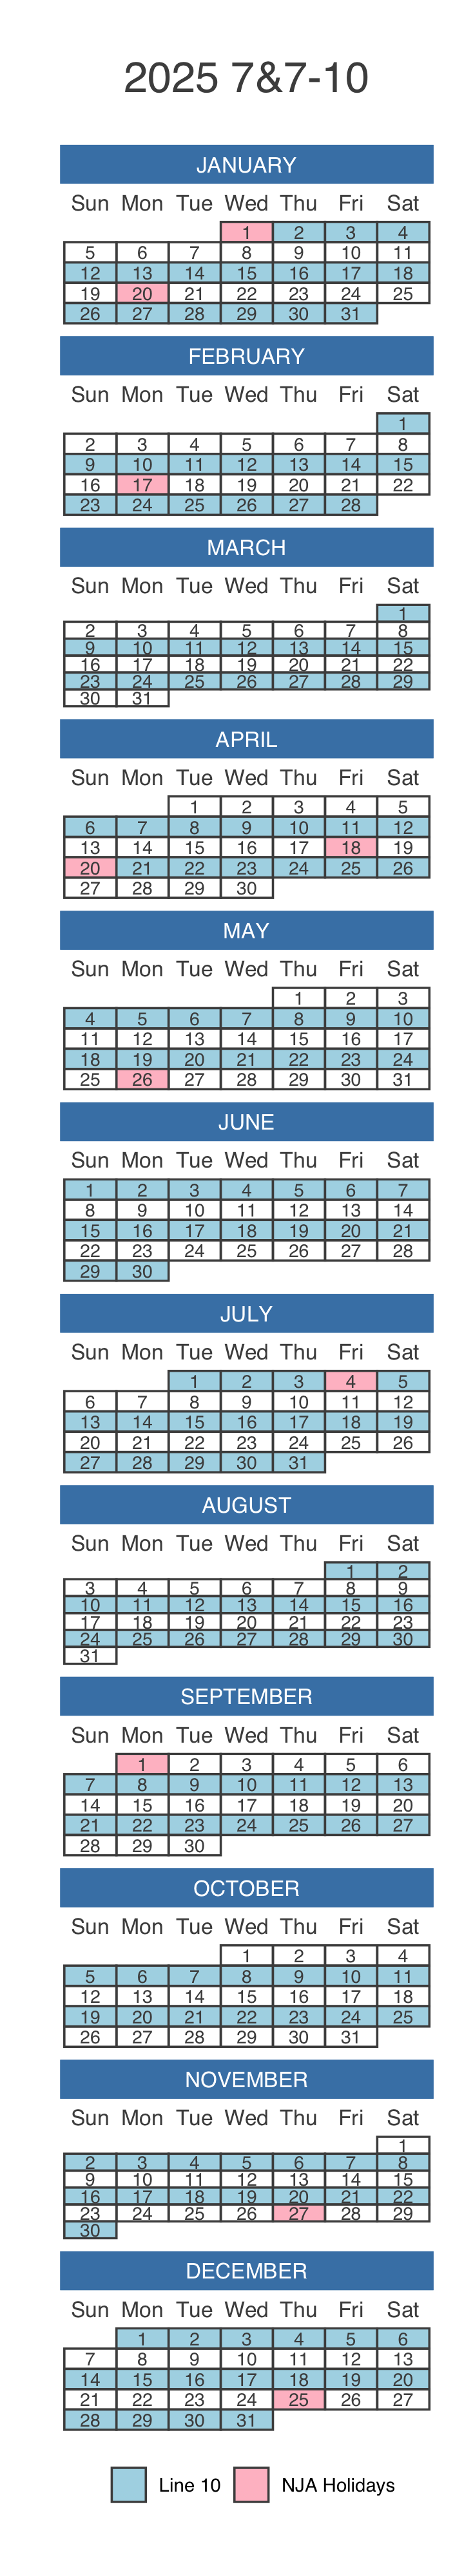 2025 7&7-10
JANUARY
Sun Mon Tue Wed Thu Fri Sat
1 2 3 4
5 6 7 8 9 10 11
12 13 14 15 16 17 18
19 20 21 22 23 24 25
26 27 28 29 30 31
FEBRUARY
Sun Mon Tue Wed Thu Fri Sat
1
2 3 4 5 6 7 8
9 10 11 12 13 14 15
16 17 18 19 20 21 22
23 24 25 26 27 28
MARCH
Sun Mon Tue Wed Thu Fri Sat
1
2 3 4 5 6 7 8
9 10 11 12 13 14 15
16 17 18 19 20 21 22
23 24 25 26 27 28 29
30 31
APRIL
Sun Mon Tue Wed Thu Fri Sat
1 2 3 4 5
6 7 8 9 10 11 12
13 14 15 16 17 18 19
20 21 22 23 24 25 26
27 28 29 30
MAY
Sun Mon Tue Wed Thu Fri Sat
1 2 3
4 5 6 7 8 9 10
11 12 13 14 15 16 17
18 19 20 21 22 23 24
25 26 27 28 29 30 31
JUNE
Sun Mon Tue Wed Thu Fri Sat
1 2 3 4 5 6 7
8 9 10 11 12 13 14
15 16 17 18 19 20 21
22 23 24 25 26 27 28
29 30
JULY
Sun Mon Tue Wed Thu Fri Sat
1 2 3 4 5
6 7 8 9 10 11 12
13 14 15 16 17 18 19
20 21 22 23 24 25 26
27 28 29 30 31
AUGUST
Sun Mon Tue Wed Thu Fri Sat
1 2
3 4 5 6 7 8 9
10 11 12 13 14 15 16
17 18 19 20 21 22 23
24 25 26 27 28 29 30
31
SEPTEMBER
Sun Mon Tue Wed Thu Fri Sat
1 2 3 4 5 6
7 8 9 10 11 12 13
14 15 16 17 18 19 20
21 22 23 24 25 26 27
28 29 30
OCTOBER
Sun Mon Tue Wed Thu Fri Sat
1 2 3 4
5 6 7 8 9 10 11
12 13 14 15 16 17 18
19 20 21 22 23 24 25
26 27 28 29 30 31
NOVEMBER
Sun Mon Tue Wed Thu Fri Sat
1
2 3 4 5 6 7 8
9 10 11 12 13 14 15
16 17 18 19 20 21 22
23 24 25 26 27 28 29
30
DECEMBER
Sun Mon Tue Wed Thu Fri Sat
1 2 3 4 5 6
7 8 9 10 11 12 13
14 15 16 17 18 19 20
21 22 23 24 25 26 27
28 29 30 31
Line 10 NJA Holidays